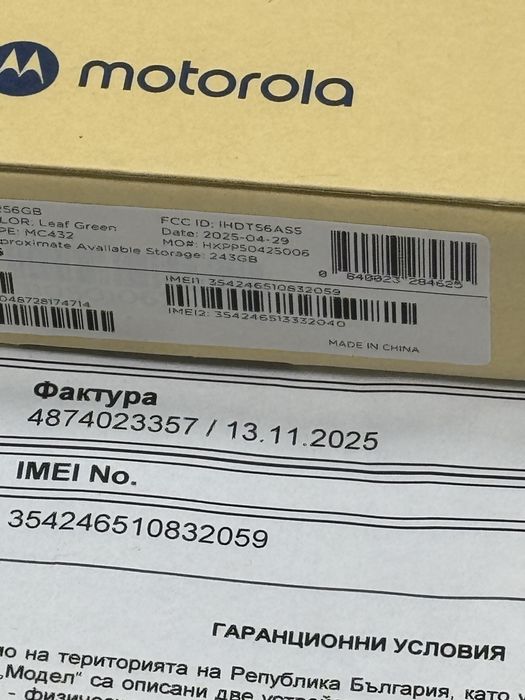 motorola
256GB
LOR: Leaf Green
PE: MC432
proximate Available Storage: 243GB
FCC ID: IHDT56AS5
Date: 2025-04-29
MO#: HXPP50425006
0 840023 284625
IMEI1: 354246510832059
048728174714
IMEI2: 354246513332040
MADE IN CHINA
Фактура
4874023357 / 13.11.2025
IMEI No.
354246510832059
ГАРАНЦИОННИ УСЛОВИЯ
на територията на Република България, като
„Модел“ са описани две